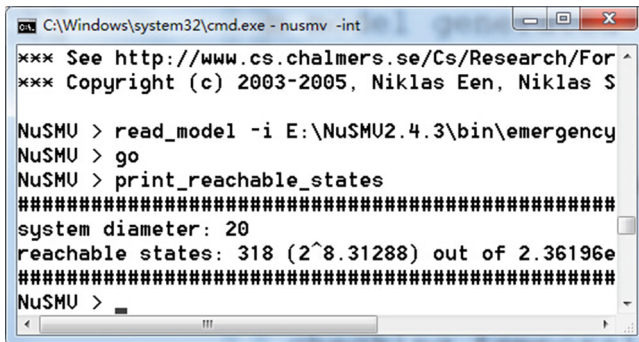 C:\Windows\system32\cmd.exe - nusmv -int
*** See http://www.cs.chalmers.se/Cs/Research/For
*** Copyright (c) 2003-2005, Niklas Een, Niklas S
NuSMV > read_model -i E:\NuSMV2.4.3\bin\emergency
NuSMV > go
NuSMV > print_reachable_states
#################################################
system diameter: 20
reachable states: 318 (2^8.31288) out of 2.36196e
#################################################
NuSMV >